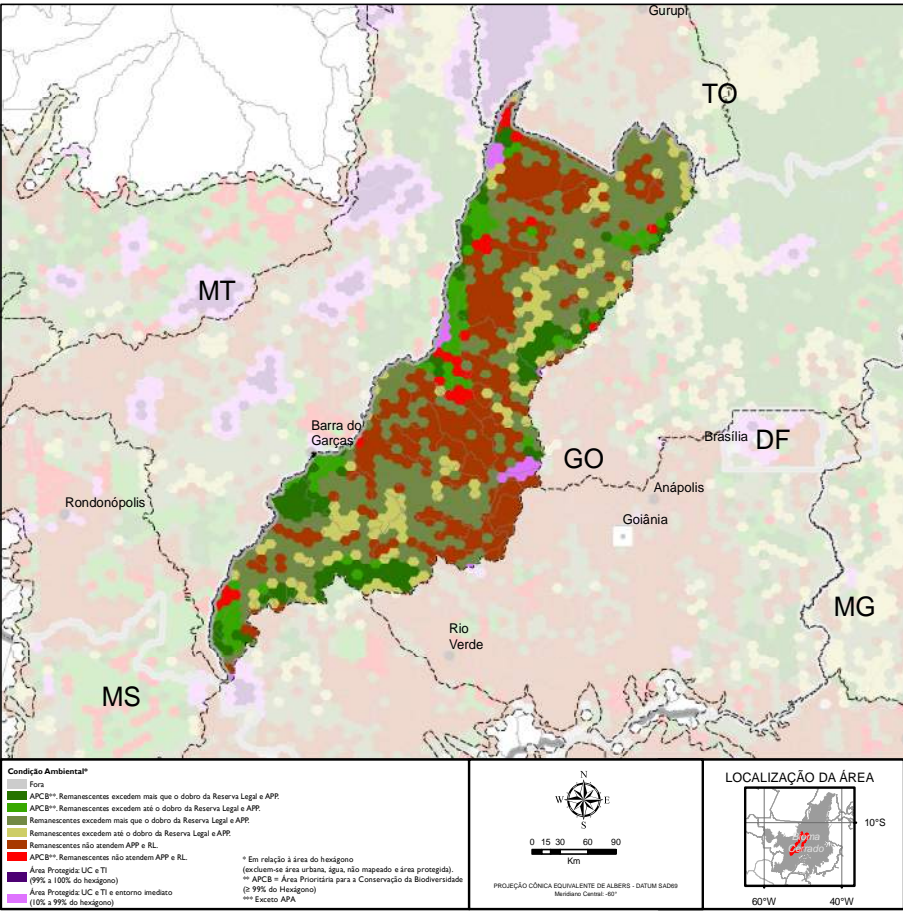 Gurupi
TO
MT
Barra do
Garças
GO
Brasília
DF
Rondonópolis
Anápolis
Goiânia
MG
Rio
Verde
MS
Condição Ambiental*
Fora
APCB**. Remanescentes excedem mais que o dobro da Reserva Legal e APP.
APCB**. Remanescentes excedem até o dobro da Reserva Legal e APP.
Remanescentes excedem mais que o dobro da Reserva Legal e APP.
Remanescentes excedem até o dobro da Reserva Legal e APP.
Remanescentes não atendem APP e RL.
APCB**. Remanescentes não atendem APP e RL.
Área Protegida: UC e TI
(99% a 100% do hexágono)
Área Protegida: UC e TI e entorno imediato
(10% a 99% do hexágono)
* Em relação à área do hexágono
(excluem-se área urbana, água, não mapeado e área protegida).
** APCB = Área Prioritária para a Conservação da Biodiversidade
(≥ 99% do Hexágono)
*** Exceto APA
N
W E
S
0 15 30 60 90
Km
PROJEÇÃO CÔNICA EQUIVALENTE DE ALBERS - DATUM SAD69
Meridiano Central: -60°
LOCALIZAÇÃO DA ÁREA
Bioma
Cerrado
10°S
60°W 40°W